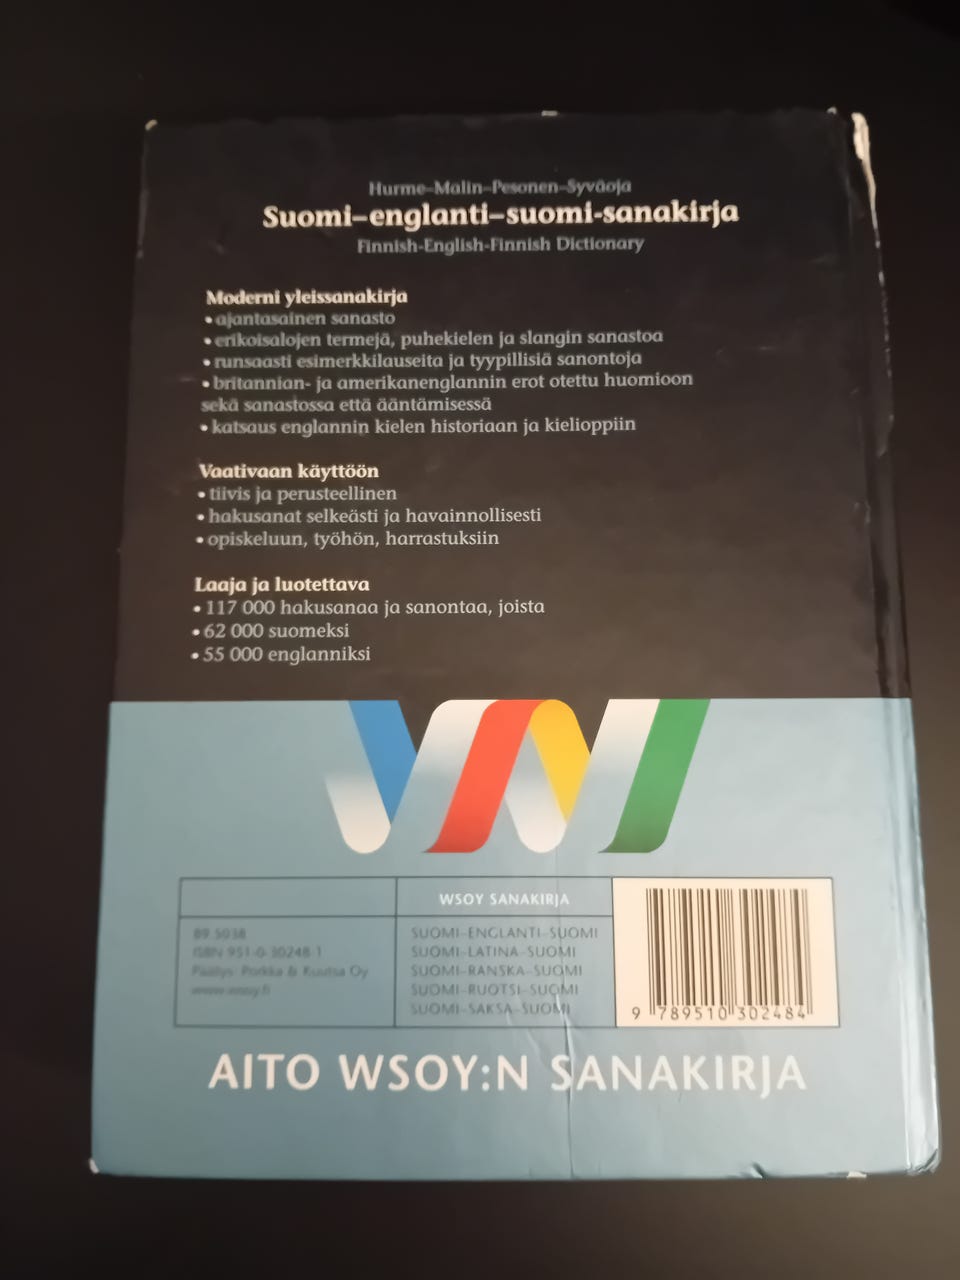 Hurme–Malin–Pesonen–Syväoja
Suomi–englanti–suomi-sanakirja
Finnish-English-Finnish Dictionary
Moderni yleissanakirja
• ajantasainen sanasto
• erikoisalojen termejä, puhekielen ja slangin sanastoa
• runsaasti esimerkkilauseita ja tyypillisiä sanontoja
• britannian- ja amerikanenglannin erot otettu huomioon
sekä sanastossa että ääntämisessä
• katsaus englannin kielen historiaan ja kielioppiin
Vaativaan käyttöön
• tiivis ja perusteellinen
• hakusanat selkeästi ja havainnollisesti
• opiskeluun, työhön, harrastuksiin
Laaja ja luotettava
• 117 000 hakusanaa ja sanontaa, joista
• 62 000 suomeksi
• 55 000 englanniksi
WSOY SANAKIRJA
89.5038
ISBN 951-0-30248-1
Päällys: Porkka & Kuutsa Oy
www.wsoy.fi
SUOMI–ENGLANTI–SUOMI
SUOMI–LATINA–SUOMI
SUOMI–RANSKA–SUOMI
SUOMI–RUOTSI–SUOMI
SUOMI–SAKSA–SUOMI
9 789510 302484
AITO WSOY:N SANAKIRJA